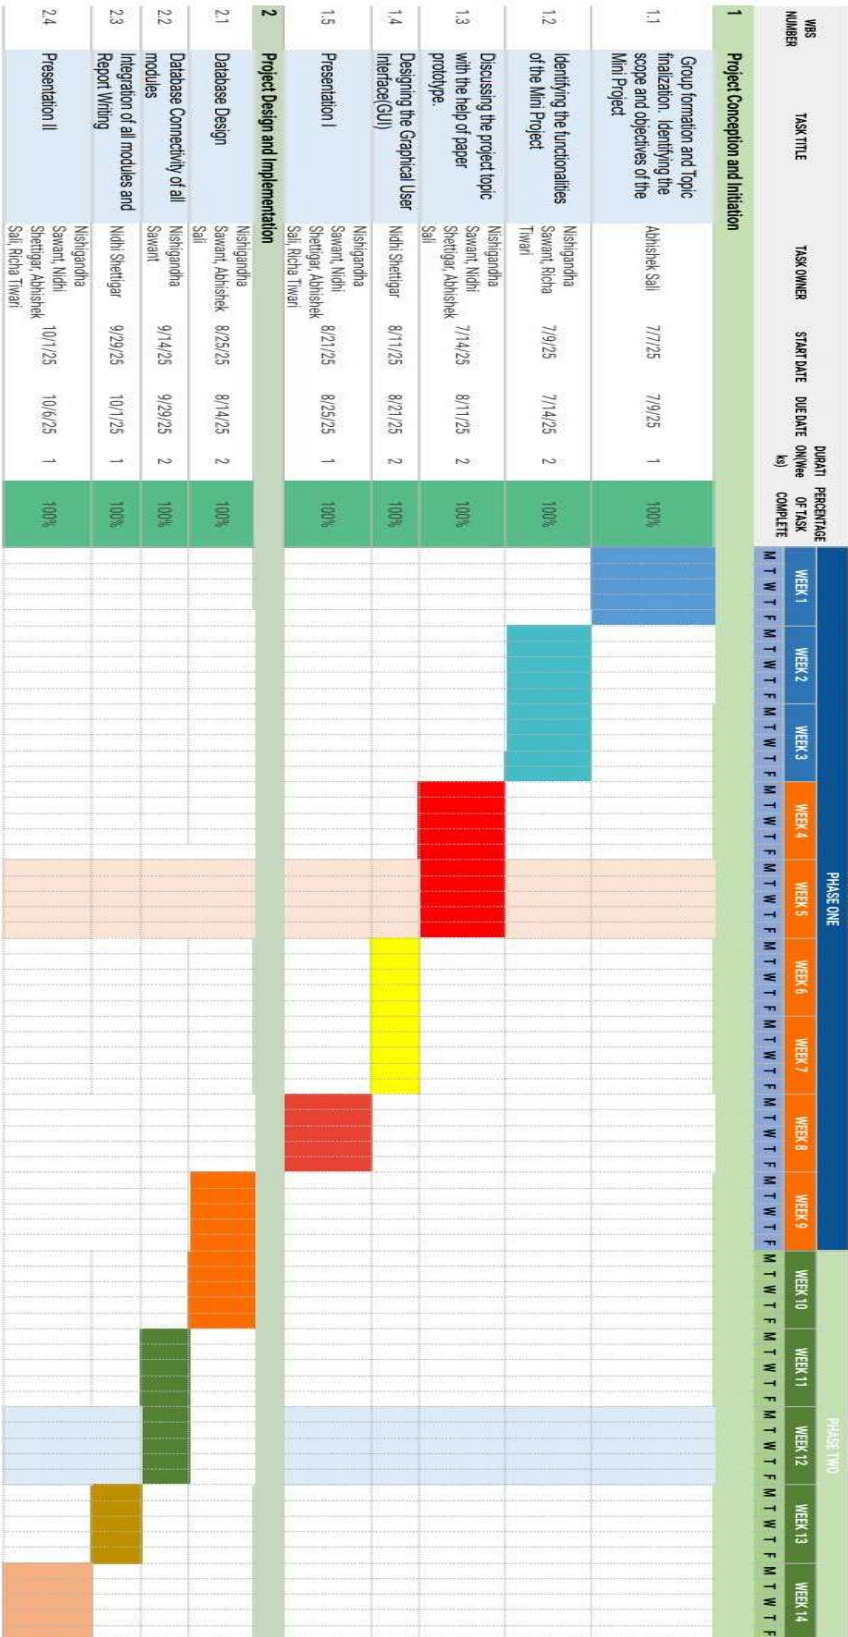 PHASE ONE
PHASE TWO
WBS NUMBER
TASK TITLE
TASK OWNER
START DATE
DUE DATE
DURATI ON(Wee ks)
PERCENTAGE OF TASK COMPLETE
WEEK 1
WEEK 2
WEEK 3
WEEK 4
WEEK 5
WEEK 6
WEEK 7
WEEK 8
WEEK 9
WEEK 10
WEEK 11
WEEK 12
WEEK 13
WEEK 14
M T W T F M T W T F M T W T F M T W T F M T W T F M T W T F M T W T F M T W T F M T W T F M T W T F M T W T F M T W T F M T W T F M T W T F
1 Project Conception and Initiation
1.1
Group formation and Topic
finalization. Identifying the
scope and objectives of the
Mini Project
Abhishek Sali
7/7/25
7/9/25
1
100%
1.2
Identifying the functionalities
of the Mini Project
Nishigandha
Sawant, Richa
Tiwari
7/9/25
7/14/25
2
100%
1.3
Discussing the project topic
with the help of paper
prototype.
Nishigandha
Sawant, Nidhi
Shettigar, Abhishek
Sali
7/14/25
8/11/25
2
100%
1.4
Designing the Graphical User
Interface(GUI)
Nidhi Shettigar
8/11/25
8/21/25
2
100%
1.5
Presentation I
Nishigandha
Sawant, Nidhi
Shettigar, Abhishek
Sali, Richa Tiwari
8/21/25
8/25/25
1
100%
2 Project Design and Implementation
2.1
Database Design
Nishigandha
Sawant, Abhishek
Sali
8/25/25
8/14/25
2
100%
2.2
Database Connectivity of all
modules
Nishigandha
Sawant
9/14/25
9/29/25
2
100%
2.3
Integration of all modules and
Report Writing
Nidhi Shettigar
9/29/25
10/1/25
1
100%
2.4
Presentation II
Nishigandha
Sawant, Nidhi
Shettigar, Abhishek
Sali, Richa Tiwari
10/1/25
10/6/25
1
100%